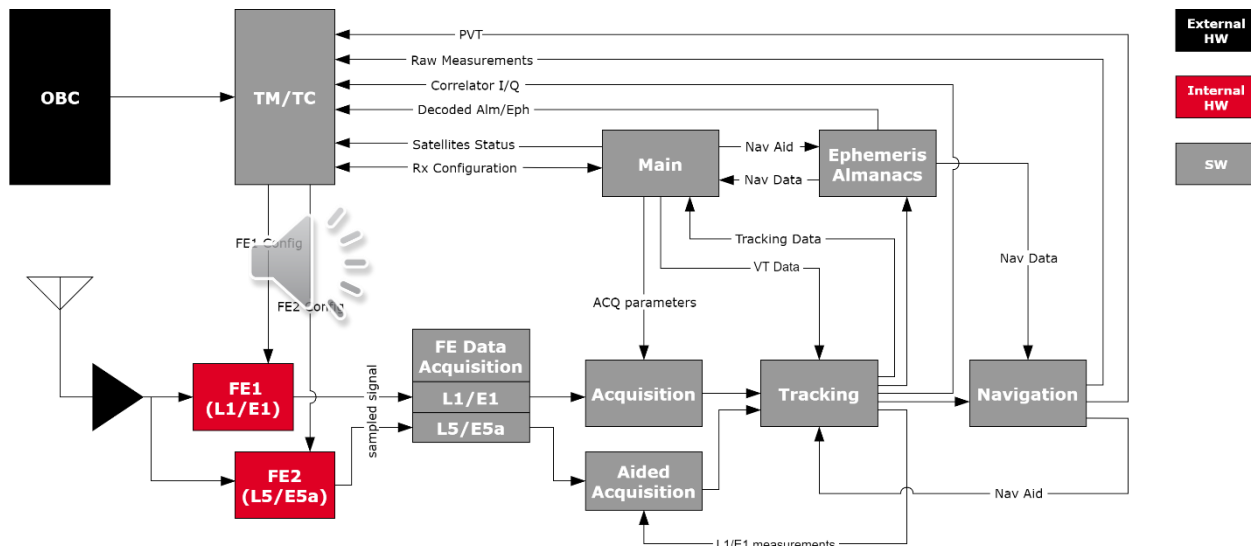 OBC
TM/TC
PVT
Raw Measurements
Correlator I/Q
Decoded Alm/Eph
Satellites Status
Rx Configuration
Main
Nav Aid
Nav Data
Ephemeris
Almanacs
External
HW
Internal
HW
SW
FE1 Config
FE2 Config
Tracking Data
VT Data
ACQ parameters
Nav Data
FE1
(L1/E1)
FE2
(L5/E5a)
sampled signal
FE Data
Acquisition
L1/E1
L5/E5a
Acquisition
Aided
Acquisition
Tracking
Navigation
Nav Aid
L1/E1 measurements